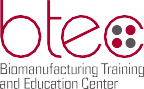 btec
Biomanufacturing Training
and Education Center